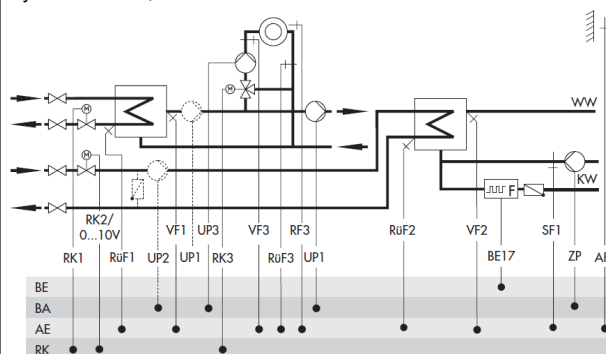 M
M
M
WW
F
KW
RK2/
0...10V
VF1
UP3
VF3
RF3
RüF2
VF2
SF1
RK1
RüF1
UP2
UP1
RK3
RüF3
UP1
BE17
ZP
BE
BA
AE
RK